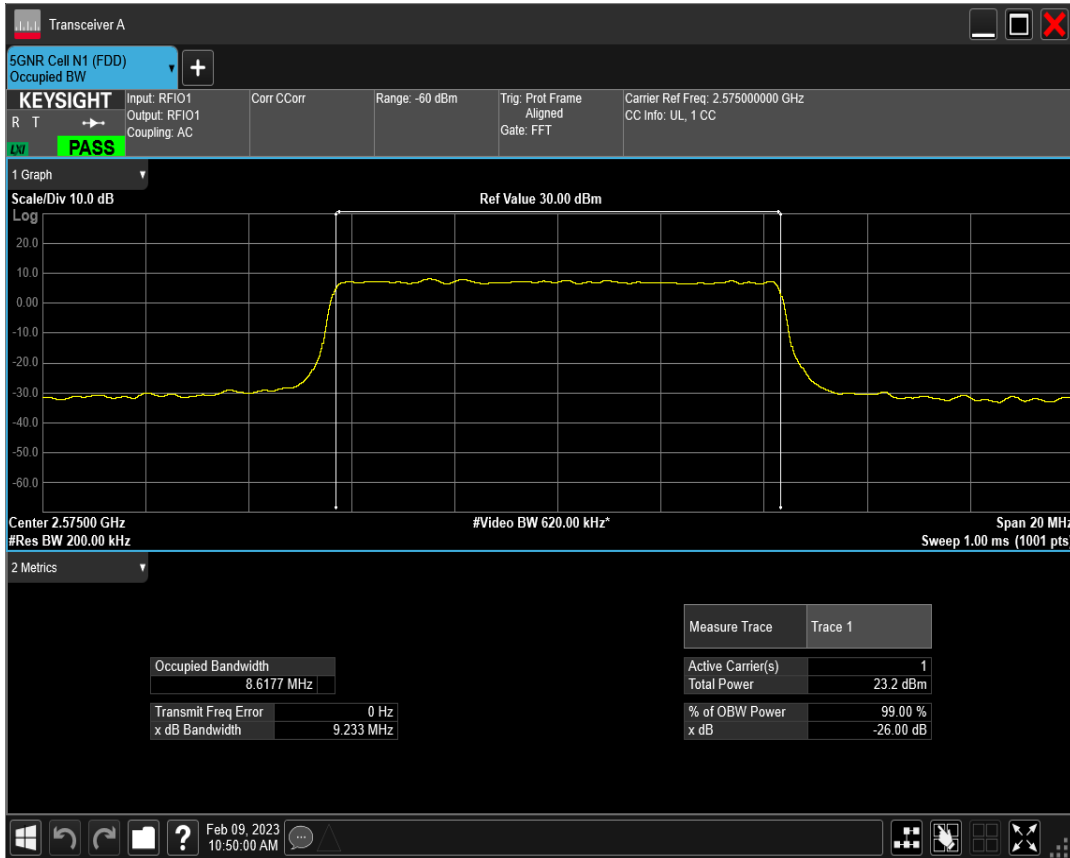 Transceiver A
5GNR Cell N1 (FDD)
Occupied BW
+
KEYSIGHT
R T
LXI
PASS
Input: RFIO1
Output: RFIO1
Coupling: AC
Corr CCorr
Range: -60 dBm
Trig: Prot Frame
Aligned
Gate: FFT
Carrier Ref Freq: 2.575000000 GHz
CC Info: UL, 1 CC
1 Graph
Scale/Div 10.0 dB
Ref Value 30.00 dBm
Log
20.0
10.0
0.00
-10.0
-20.0
-30.0
-40.0
-50.0
-60.0
Center 2.57500 GHz
#Video BW 620.00 kHz*
Span 20 MHz
#Res BW 200.00 kHz
Sweep 1.00 ms (1001 pts)
2 Metrics
Measure Trace Trace 1
Occupied Bandwidth
8.6177 MHz
Active Carrier(s) 1
Total Power 23.2 dBm
Transmit Freq Error 0 Hz
x dB Bandwidth 9.233 MHz
% of OBW Power 99.00 %
x dB -26.00 dB
?
Feb 09, 2023
10:50:00 AM